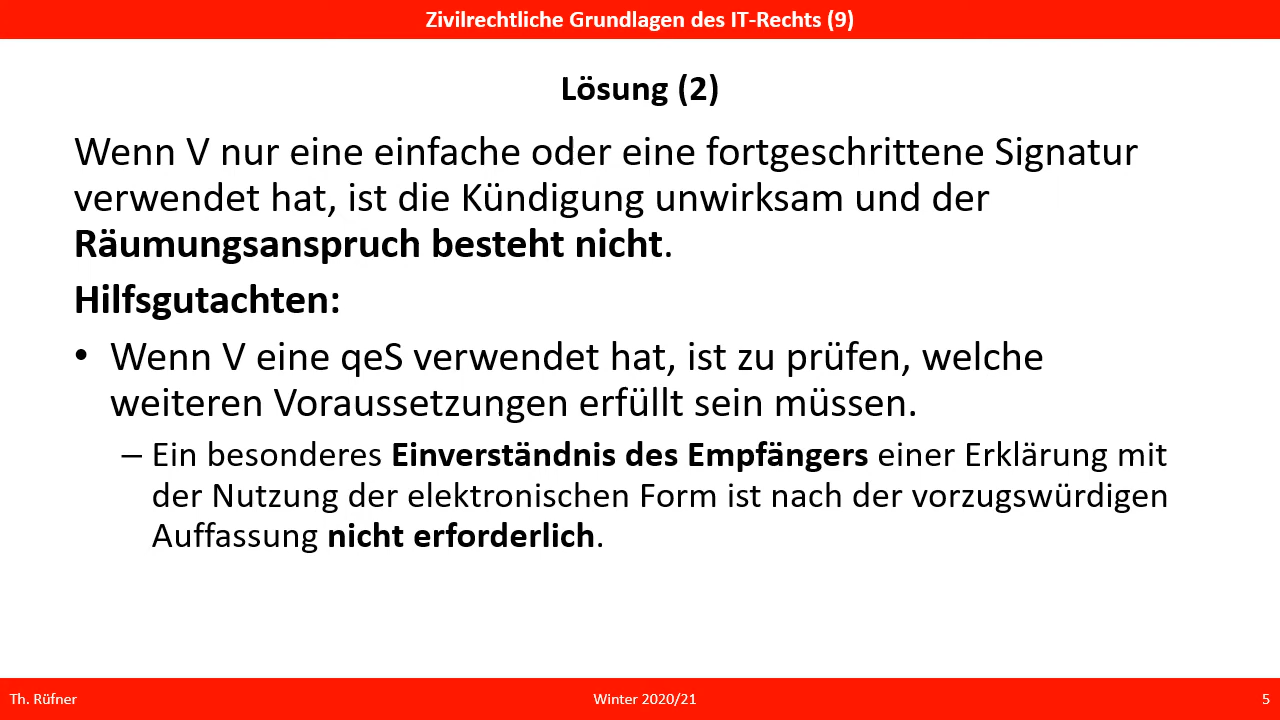 Zivilrechtliche Grundlagen des IT-Rechts (9)
Lösung (2)
Wenn V nur eine einfache oder eine fortgeschrittene Signatur
verwendet hat, ist die Kündigung unwirksam und der
Räumungsanspruch besteht nicht.
Hilfsgutachten:
• Wenn V eine qeS verwendet hat, ist zu prüfen, welche
weiteren Voraussetzungen erfüllt sein müssen.
– Ein besonderes Einverständnis des Empfängers einer Erklärung mit
der Nutzung der elektronischen Form ist nach der vorzugswürdigen
Auffassung nicht erforderlich.
Th. Rüfner
Winter 2020/21
5